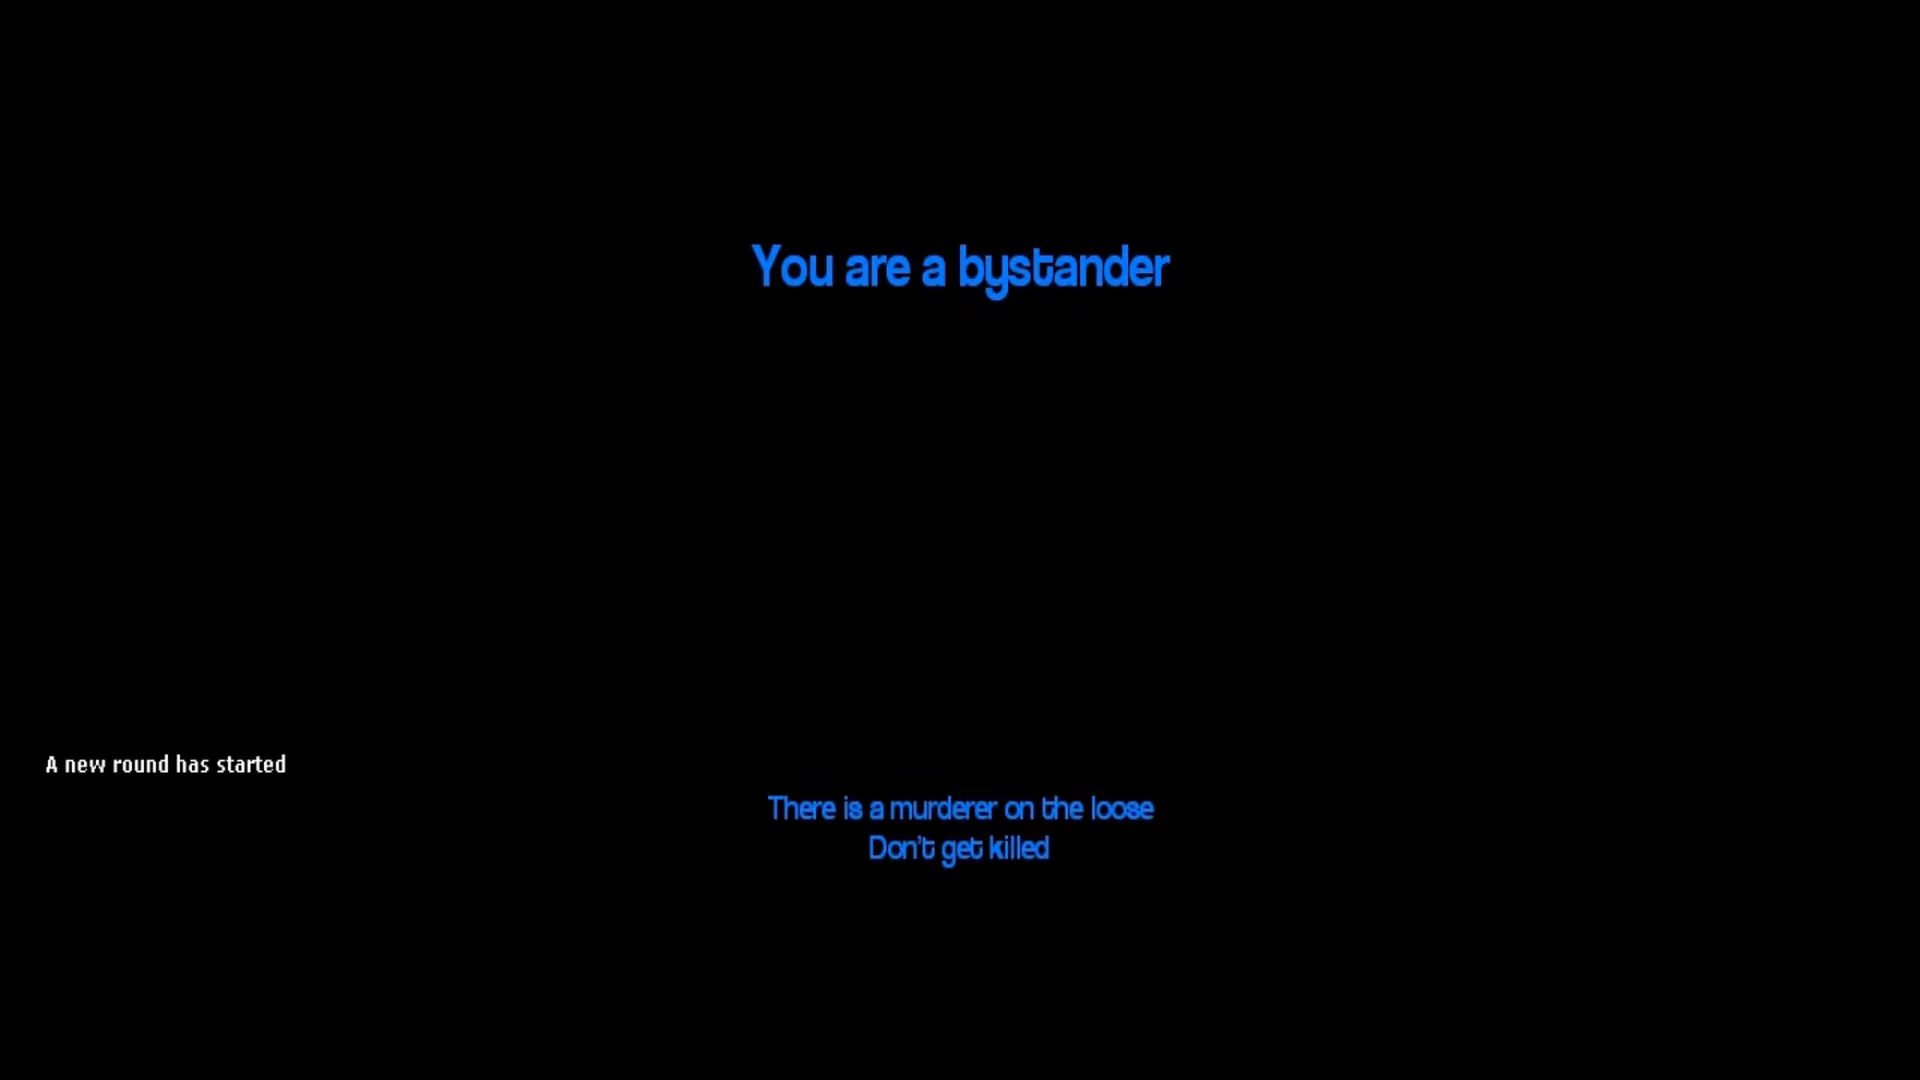 You are a bystander
A new round has started
There is a murderer on the loose
Don't get killed